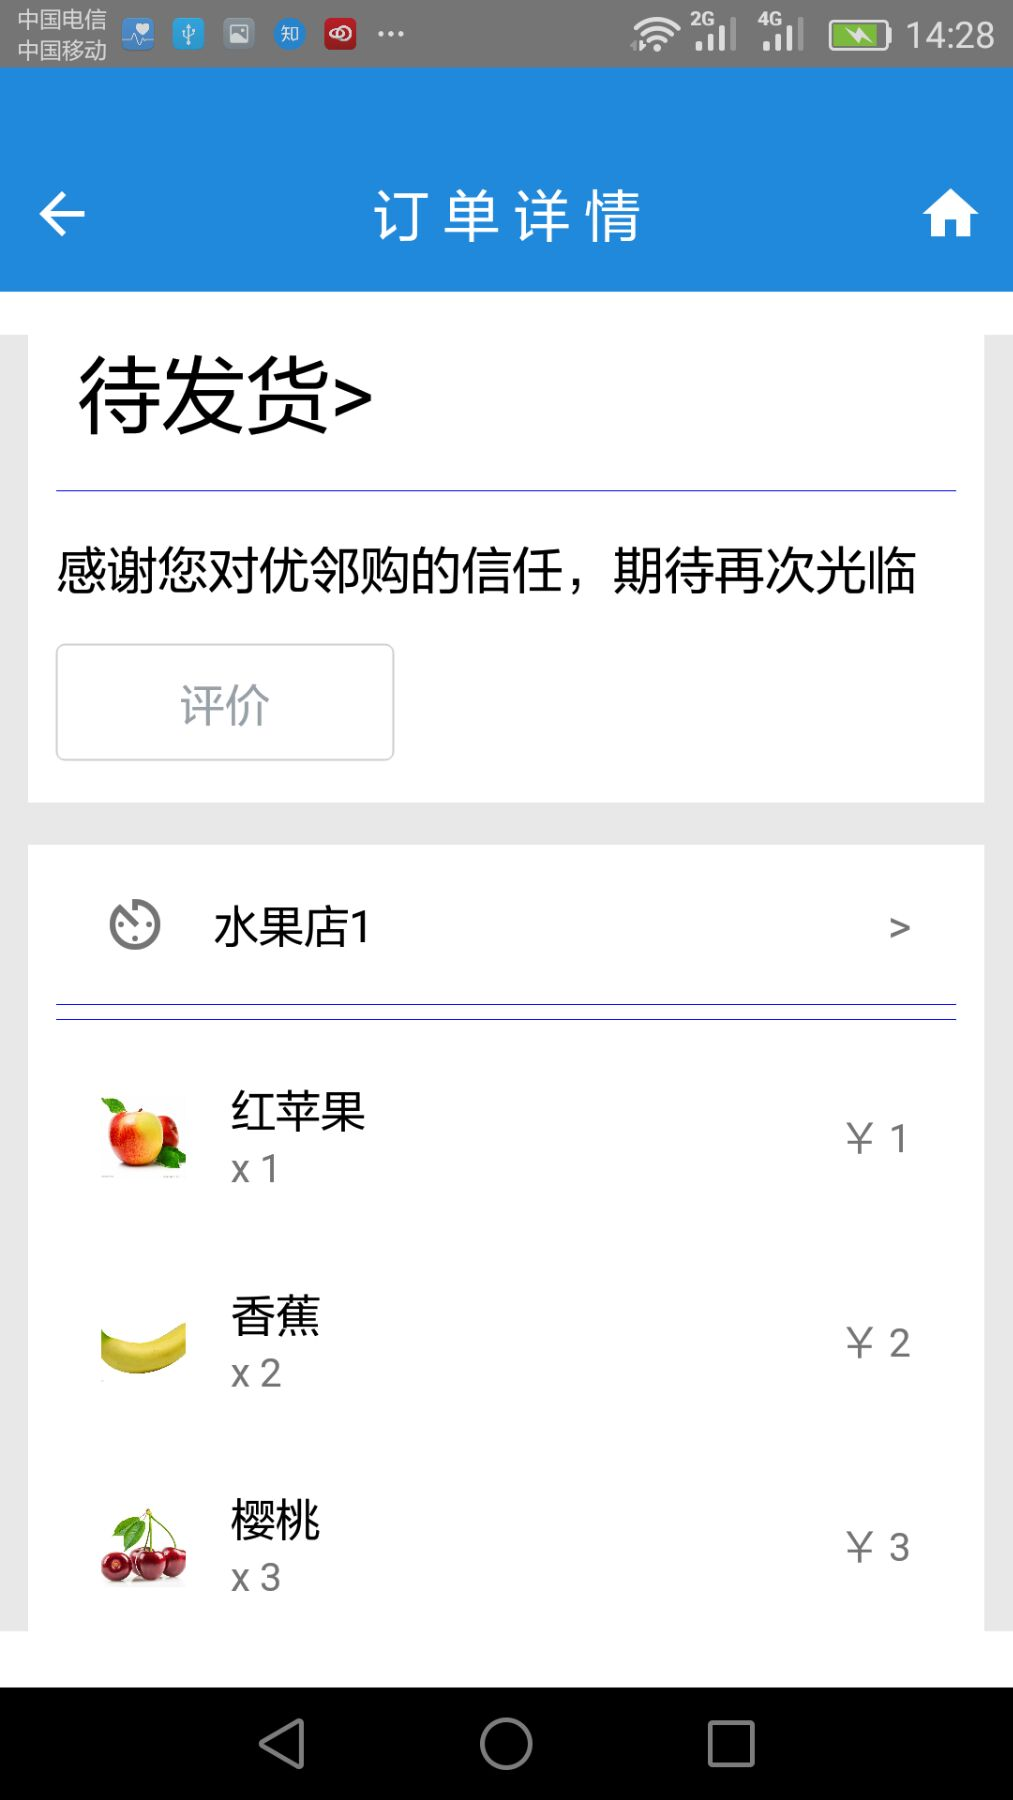 中国电信
中国移动
知
2G
4G
14:28
订单详情
待发货>
感谢您对优邻购的信任，期待再次光临
评价
水果店1
>
红苹果
x 1
￥ 1
香蕉
x 2
￥ 2
樱桃
x 3
￥ 3